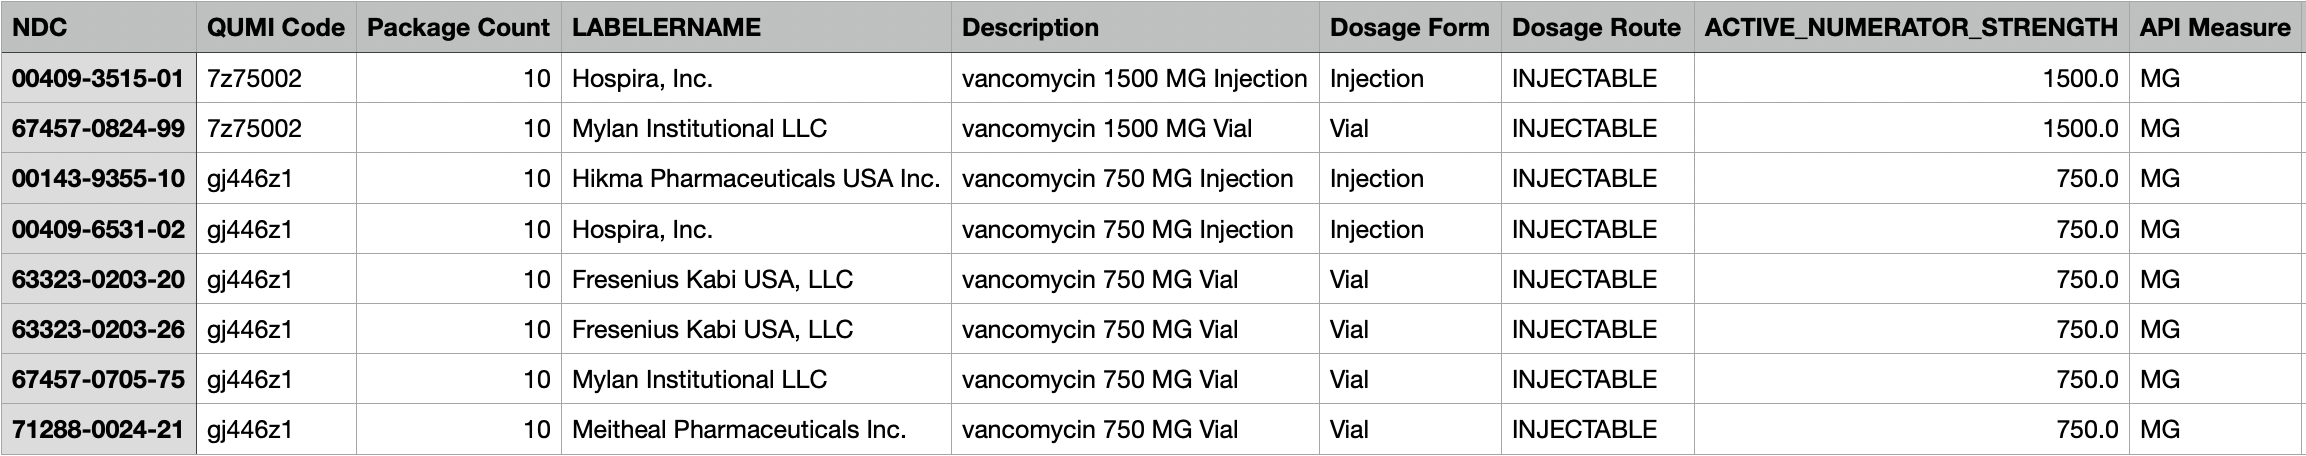 NDC QUMI Code Package Count LABELERNAME Description Dosage Form Dosage Route ACTIVE_NUMERATOR_STRENGTH API Measure
00409-3515-01 7z75002 10 Hospira, Inc. vancomycin 1500 MG Injection Injection INJECTABLE 1500.0 MG
67457-0824-99 7z75002 10 Mylan Institutional LLC vancomycin 1500 MG Vial Vial INJECTABLE 1500.0 MG
00143-9355-10 gj446z1 10 Hikma Pharmaceuticals USA Inc. vancomycin 750 MG Injection Injection INJECTABLE 750.0 MG
00409-6531-02 gj446z1 10 Hospira, Inc. vancomycin 750 MG Injection Injection INJECTABLE 750.0 MG
63323-0203-20 gj446z1 10 Fresenius Kabi USA, LLC vancomycin 750 MG Vial Vial INJECTABLE 750.0 MG
63323-0203-26 gj446z1 10 Fresenius Kabi USA, LLC vancomycin 750 MG Vial Vial INJECTABLE 750.0 MG
67457-0705-75 gj446z1 10 Mylan Institutional LLC vancomycin 750 MG Vial Vial INJECTABLE 750.0 MG
71288-0024-21 gj446z1 10 Meitheal Pharmaceuticals Inc. vancomycin 750 MG Vial Vial INJECTABLE 750.0 MG